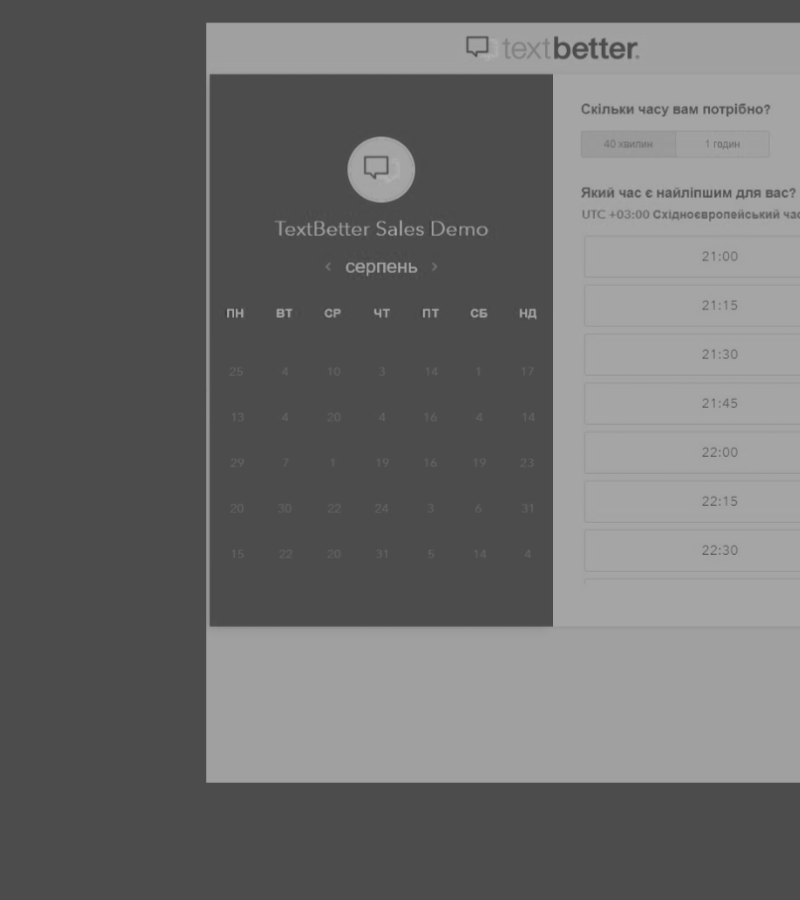 textbetter.
TextBetter Sales Demo
‹ серпень ›
ПН ВТ СР ЧТ ПТ СБ НД
25 4 10 3 14 1 17
13 4 20 4 16 4 14
29 7 1 19 16 19 23
20 30 22 24 3 6 31
15 22 20 31 5 14 4
Скільки часу вам потрібно?
40 хвилин 1 годин
Який час є найліпшим для вас?
UTC +03:00 Східноєвропейський час
21:00
21:15
21:30
21:45
22:00
22:15
22:30